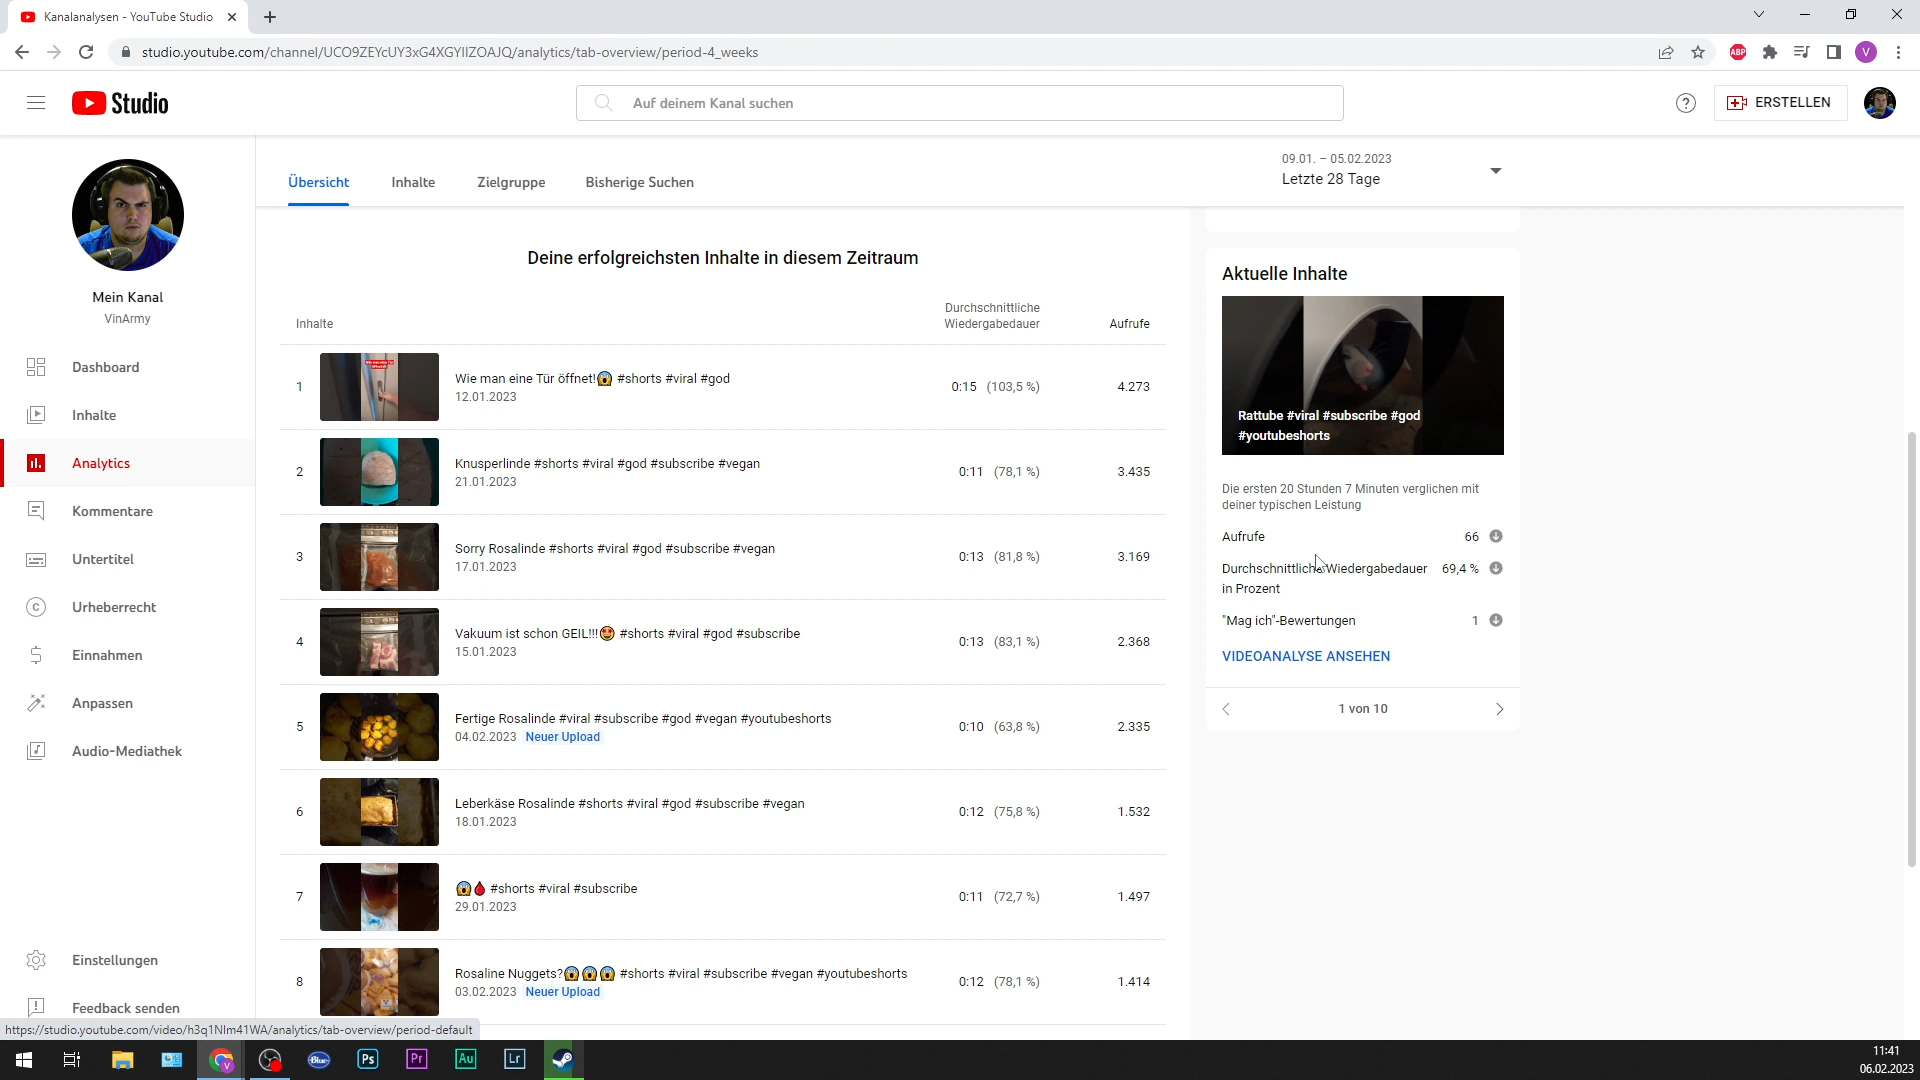 Kanalanalysen - YouTube Studio
studio.youtube.com/channel/UCO9ZEYcUY3xG4XGYIIZOAJQ/analytics/tab-overview/period-4_weeks
ABP
V
Studio
Auf deinem Kanal suchen
ERSTELLEN
Mein Kanal
VinArmy
Dashboard
Inhalte
Analytics
Kommentare
Untertitel
Urheberrecht
Einnahmen
Anpassen
Audio-Mediathek
Einstellungen
Feedback senden
Übersicht
Inhalte
Zielgruppe
Bisherige Suchen
09.01. – 05.02.2023
Letzte 28 Tage
Deine erfolgreichsten Inhalte in diesem Zeitraum
Inhalte
Durchschnittliche
Wiedergabedauer
Aufrufe
1 Wie man eine Tür öffnet!😱 #shorts #viral #god 0:15 (103,5 %) 4.273
12.01.2023
2 Knusperlinde #shorts #viral #god #subscribe #vegan 0:11 (78,1 %) 3.435
21.01.2023
3 Sorry Rosalinde #shorts #viral #god #subscribe #vegan 0:13 (81,8 %) 3.169
17.01.2023
4 Vakuum ist schon GEIL!!!🤩 #shorts #viral #god #subscribe 0:13 (83,1 %) 2.368
15.01.2023
5 Fertige Rosalinde #viral #subscribe #god #vegan #youtubeshorts 0:10 (63,8 %) 2.335
04.02.2023 Neuer Upload
6 Leberkäse Rosalinde #shorts #viral #god #subscribe #vegan 0:12 (75,8 %) 1.532
18.01.2023
7 😱🩸 #shorts #viral #subscribe 0:11 (72,7 %) 1.497
29.01.2023
8 Rosaline Nuggets?😱😱😱 #shorts #viral #subscribe #vegan #youtubeshorts 0:12 (78,1 %) 1.414
03.02.2023 Neuer Upload
Aktuelle Inhalte
Rattube #viral #subscribe #god
#youtubeshorts
Die ersten 20 Stunden 7 Minuten verglichen mit
deiner typischen Leistung
Aufrufe 66
Durchschnittliche Wiedergabedauer 69,4 %
in Prozent
"Mag ich"-Bewertungen 1
VIDEOANALYSE ANSEHEN
1 von 10
https://studio.youtube.com/video/h3q1NIm41WA/analytics/tab-overview/period-default
V
Blue
Ps
Pr
Au
Lr
11:41
06.02.2023